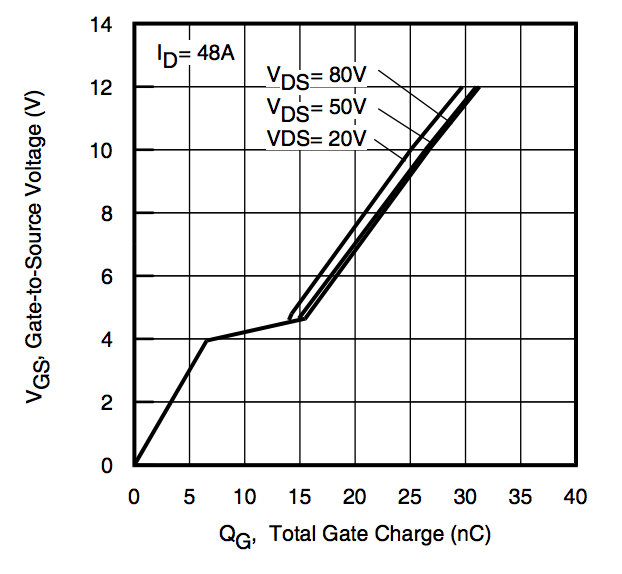 14
12
10
8
6
4
2
0
I_D= 48A
V_DS= 80V
V_DS= 50V
VDS= 20V
V_GS, Gate-to-Source Voltage (V)
0 5 10 15 20 25 30 35 40
Q_G, Total Gate Charge (nC)